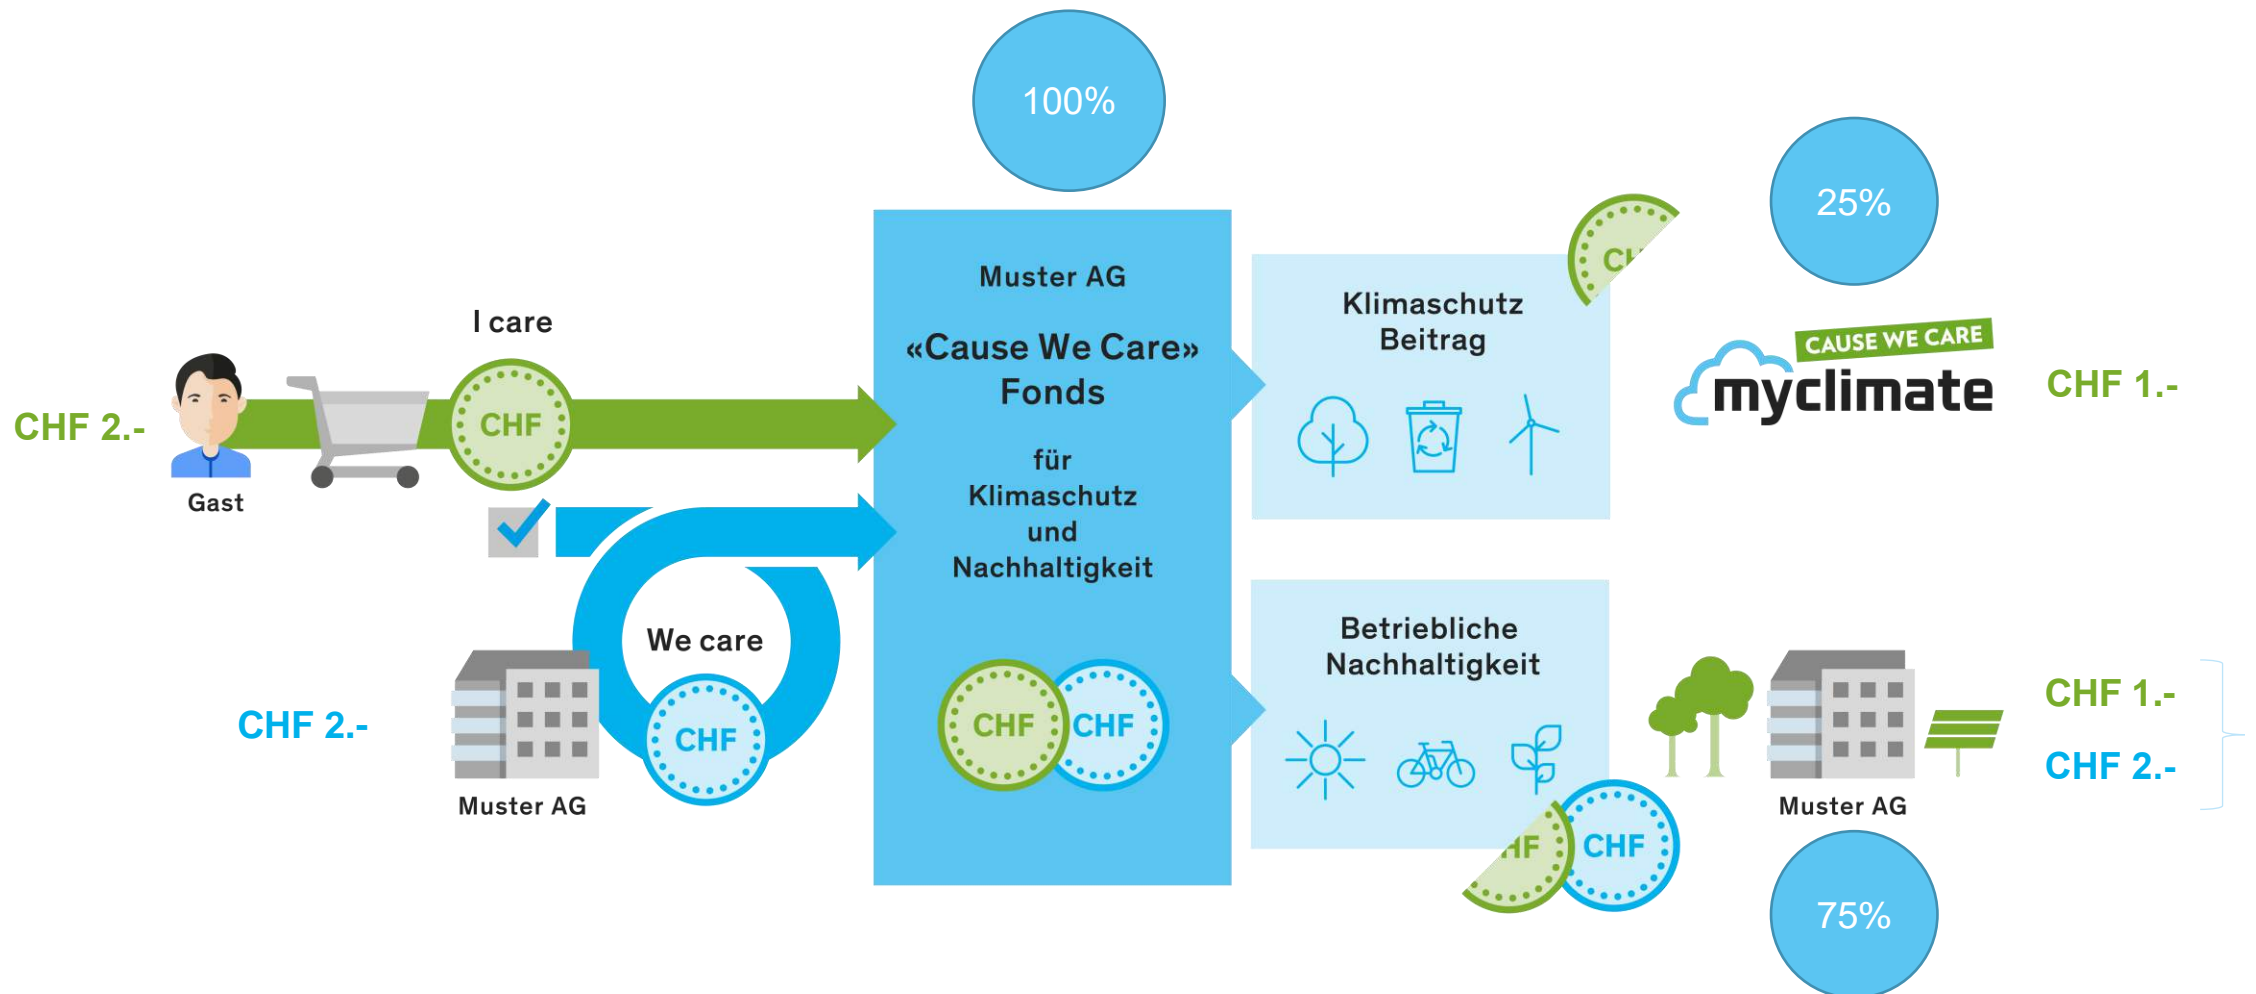 100%
25%
I care
CHF 2.-
CHF
Gast
We care
CHF 2.-
CHF
Muster AG
Muster AG
«Cause We Care»
Fonds
für
Klimaschutz
und
Nachhaltigkeit
CHF CHF
Klimaschutz
Beitrag
CH
CAUSE WE CARE
myclimate
CHF 1.-
Betriebliche
Nachhaltigkeit
HF CHF
Muster AG
CHF 1.-
CHF 2.-
75%